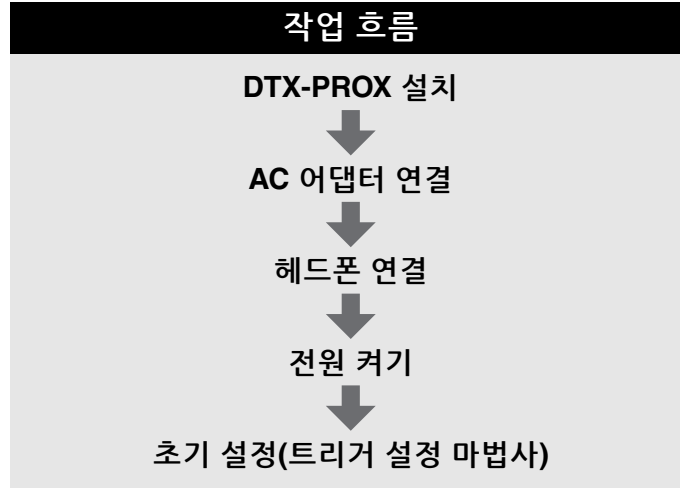 작업 흐름
DTX-PROX 설치
AC 어댑터 연결
헤드폰 연결
전원 켜기
초기 설정(트리거 설정 마법사)